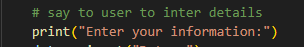 # say to user to inter details
print("Enter your information:")